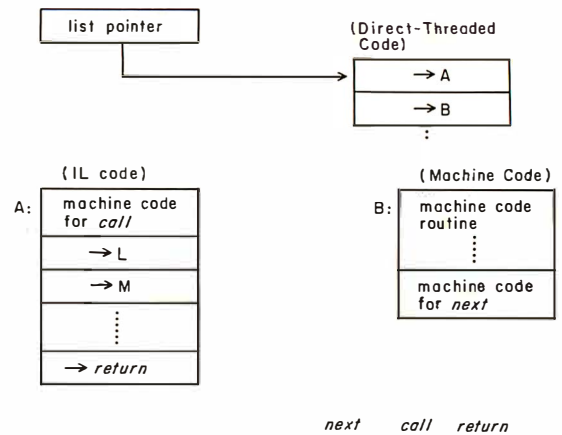 list pointer
(Direct-Threaded
Code)
→ A
→ B
(IL code)
A:
machine code
for call
→ L
→ M
→ return
(Machine Code)
B:
machine code
routine
machine code
for next
next call return